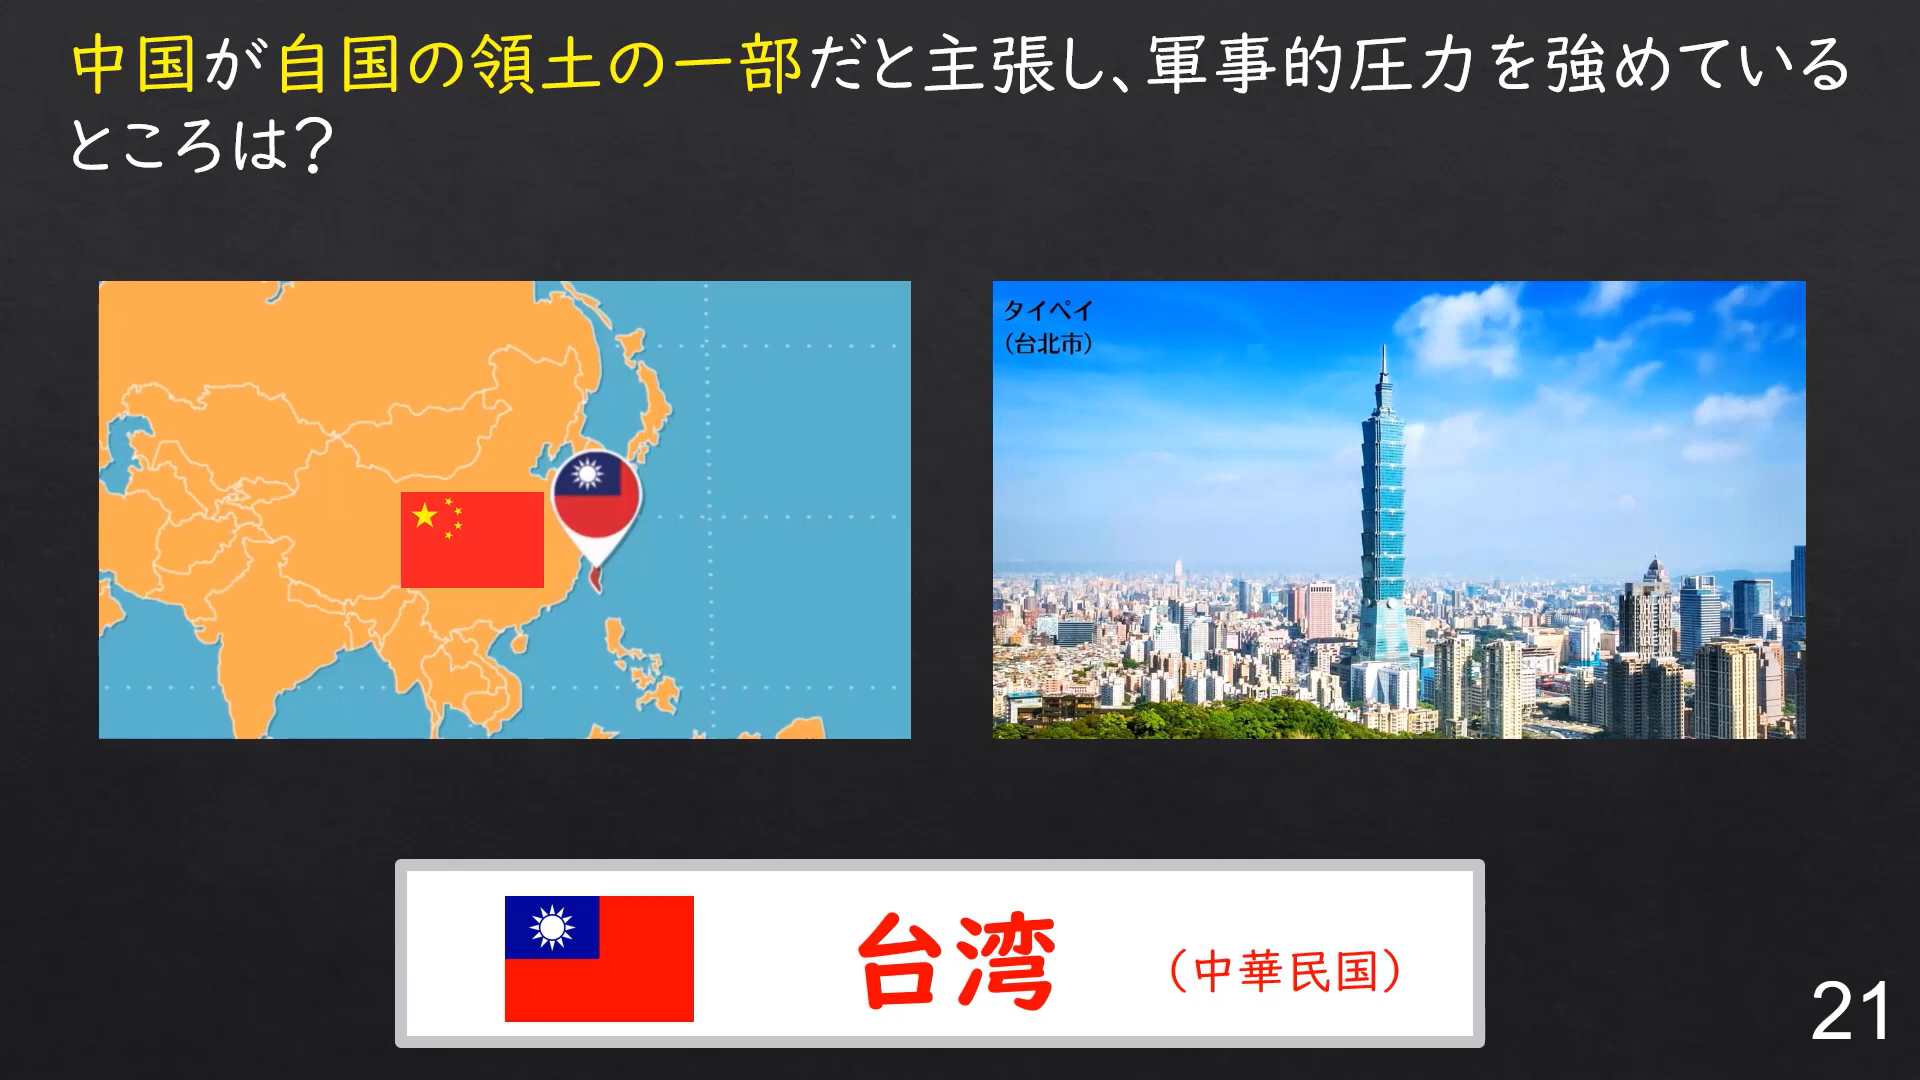 中国が自国の領土の一部だと主張し、軍事的圧力を強めている
ところは？
タイペイ
（台北市）
台湾 （中華民国）
21